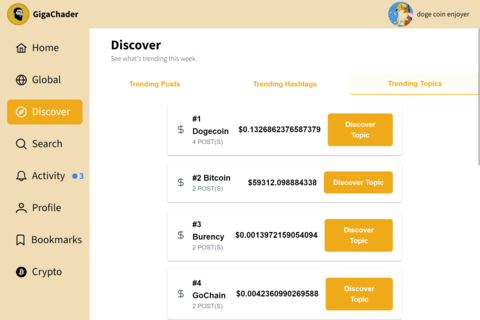 GigaChader
doge coin enjoyer
Home
Global
Discover
Search
Activity
3
Profile
Bookmarks
Crypto
Discover
See what's trending this week.
Trending Posts
Trending Hashtags
Trending Topics
#1
Dogecoin
4 POST(S)
$0.1326862376587379
Discover
Topic
#2 Bitcoin
2 POST(S)
$59312.098884338
Discover Topic
#3
Burency
2 POST(S)
$0.0013972159054094
Discover
Topic
#4
GoChain
2 POST(S)
$0.0042360990269588
Discover
Topic